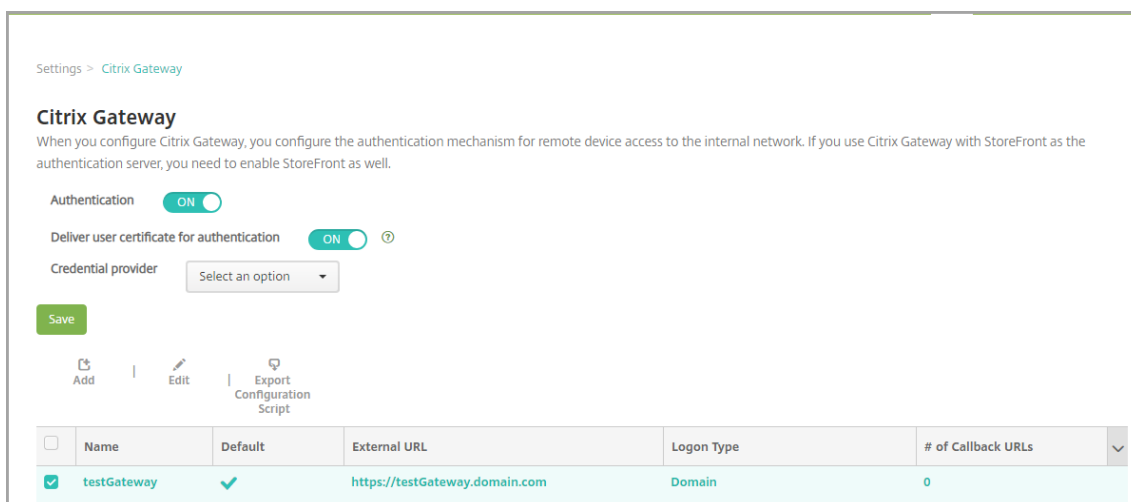 Settings > Citrix Gateway
Citrix Gateway
When you configure Citrix Gateway, you configure the authentication mechanism for remote device access to the internal network. If you use Citrix Gateway with StoreFront as the
authentication server, you need to enable StoreFront as well.
Authentication ON
Deliver user certificate for authentication ON ?
Credential provider Select an option
Save
Add | Edit | Export
Configuration
Script
Name Default External URL Logon Type # of Callback URLs
testGateway https://testGateway.domain.com Domain 0